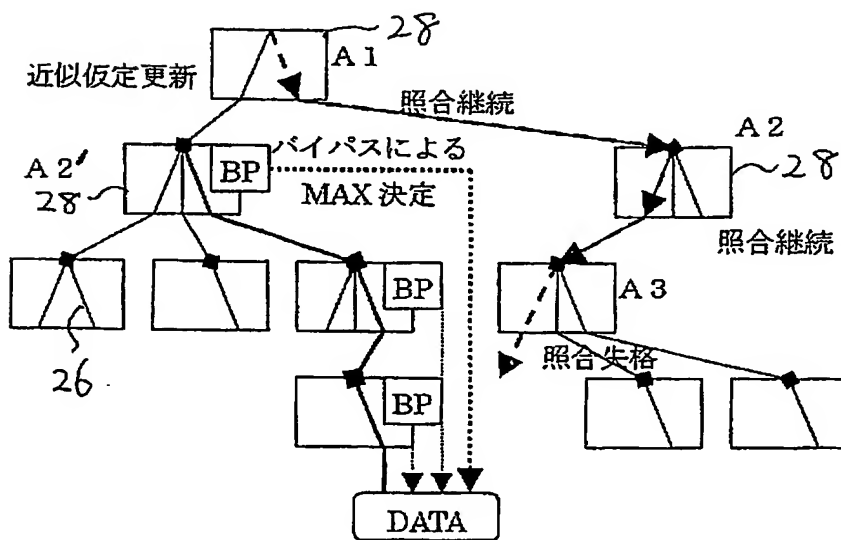 28
A1
近似仮定更新
照合継続
A2
A2'
BP
バイパスによる
28
28
MAX 決定
照合継続
BP
A3
26
照合失格
BP
DATA